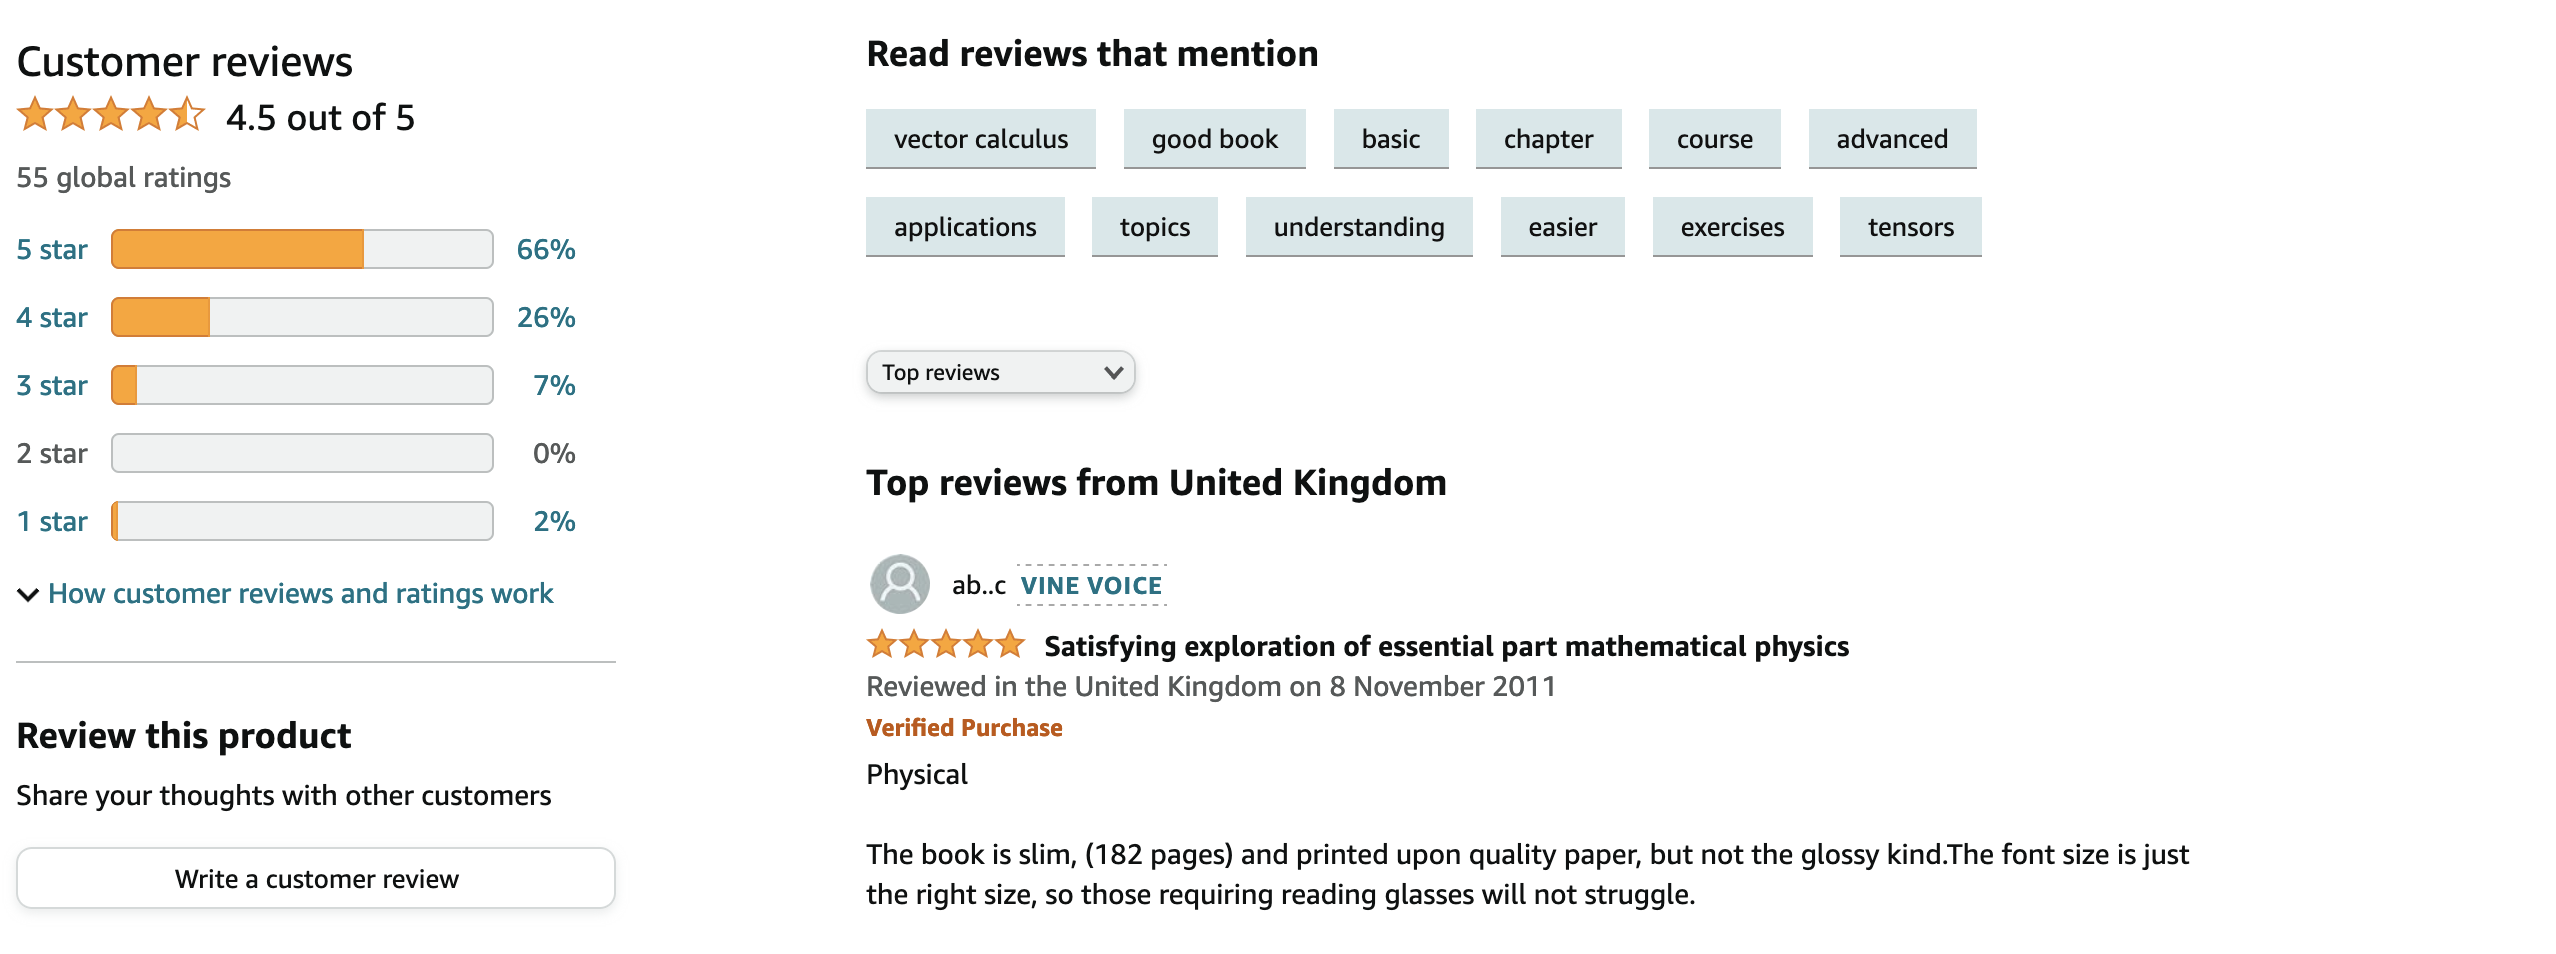 Customer reviews
4.5 out of 5
55 global ratings
5 star 66%
4 star 26%
3 star 7%
2 star 0%
1 star 2%
How customer reviews and ratings work
Review this product
Share your thoughts with other customers
Write a customer review
Read reviews that mention
vector calculus good book basic chapter course advanced
applications topics understanding easier exercises tensors
Top reviews
Top reviews from United Kingdom
ab..c VINE VOICE
Satisfying exploration of essential part mathematical physics
Reviewed in the United Kingdom on 8 November 2011
Verified Purchase
Physical
The book is slim, (182 pages) and printed upon quality paper, but not the glossy kind.The font size is just
the right size, so those requiring reading glasses will not struggle.